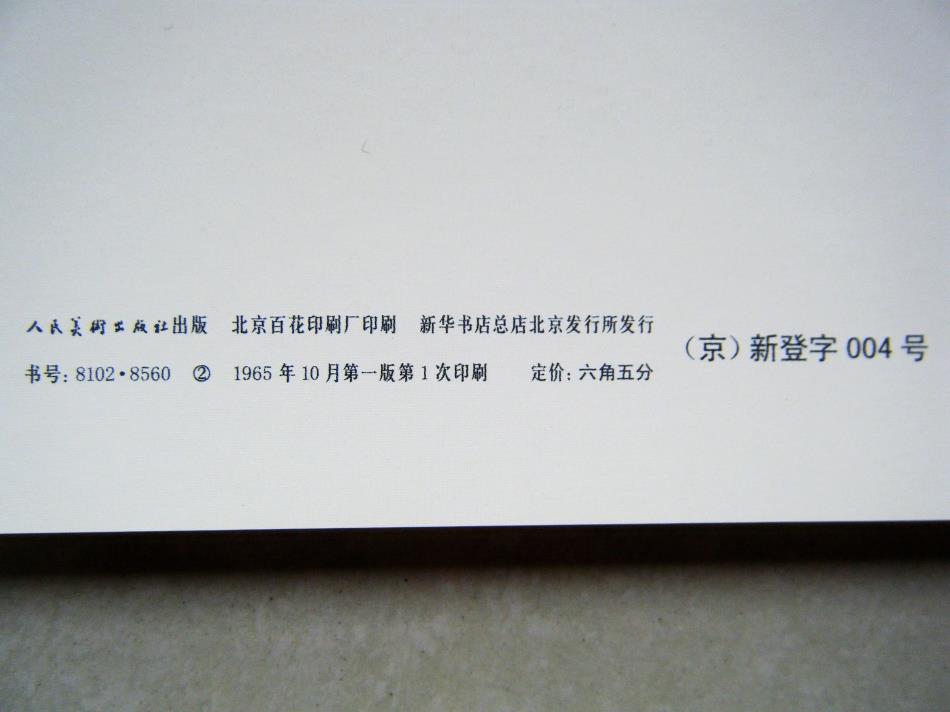 人民美術出版社出版 北京百花印刷厂印刷 新华书店总店北京发行所发行
书号: 8102·8560 ② 1965年10月第一版第1次印刷 定价: 六角五分
（京）新登字004号